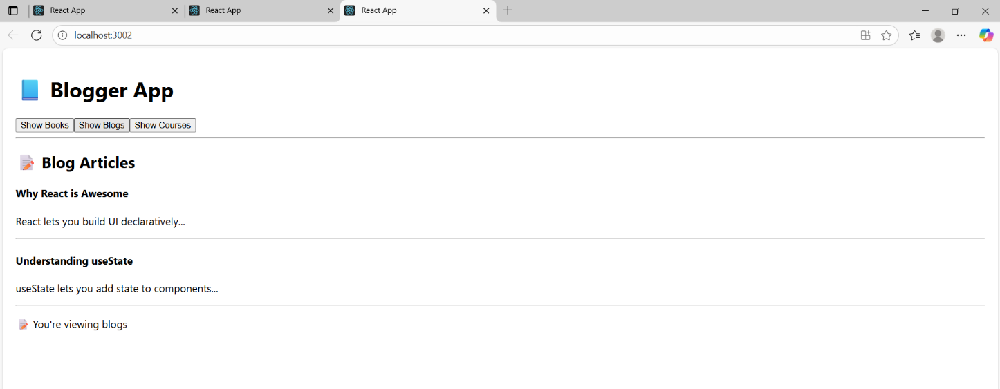 React App
React App
React App
localhost:3002
📘 Blogger App
Show Books Show Blogs Show Courses
📝 Blog Articles
Why React is Awesome
React lets you build UI declaratively...
Understanding useState
useState lets you add state to components...
📝 You're viewing blogs